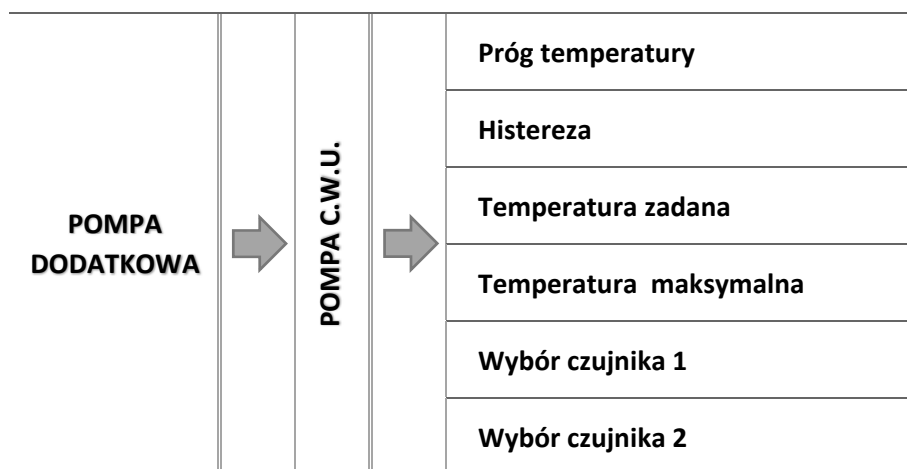 POMPA
DODATKOWA
POMPA C.W.U.
Próg temperatury
Histereza
Temperatura zadana
Temperatura maksymalna
Wybór czujnika 1
Wybór czujnika 2